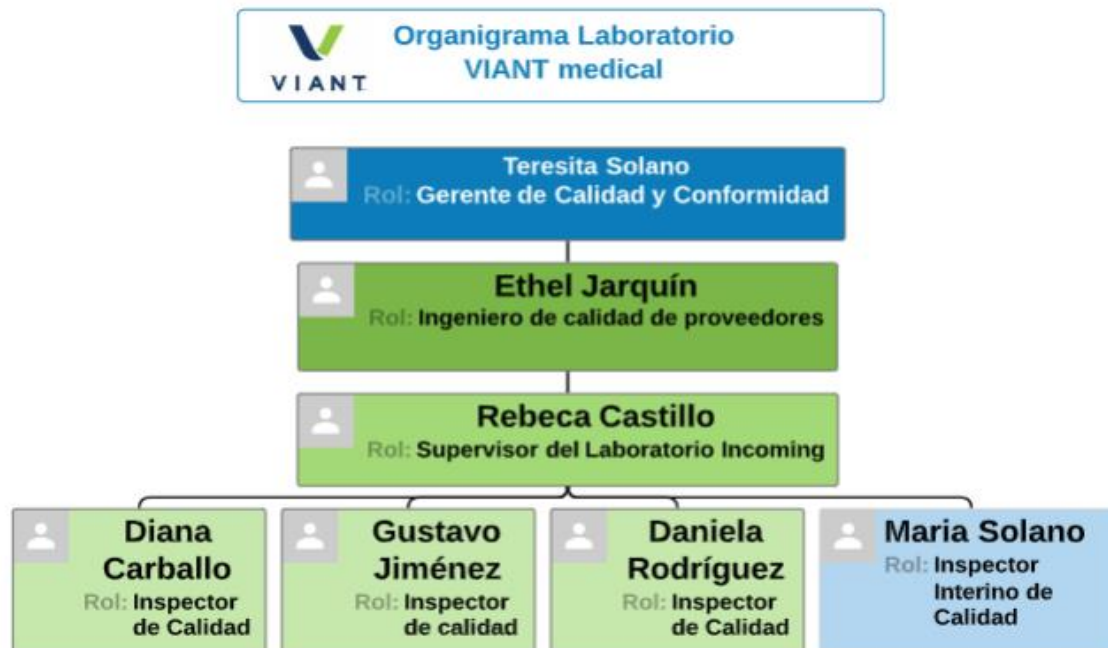 Organigrama Laboratorio
VIANT medical
VIANT
Teresita Solano
Rol: Gerente de Calidad y Conformidad
Ethel Jarquín
Rol: Ingeniero de calidad de proveedores
Rebeca Castillo
Rol: Supervisor del Laboratorio Incoming
Diana
Carballo
Rol: Inspector
de Calidad
Gustavo
Jiménez
Rol: Inspector
de calidad
Daniela
Rodríguez
Rol: Inspector
de Calidad
Maria Solano
Rol: Inspector
Interino de
Calidad